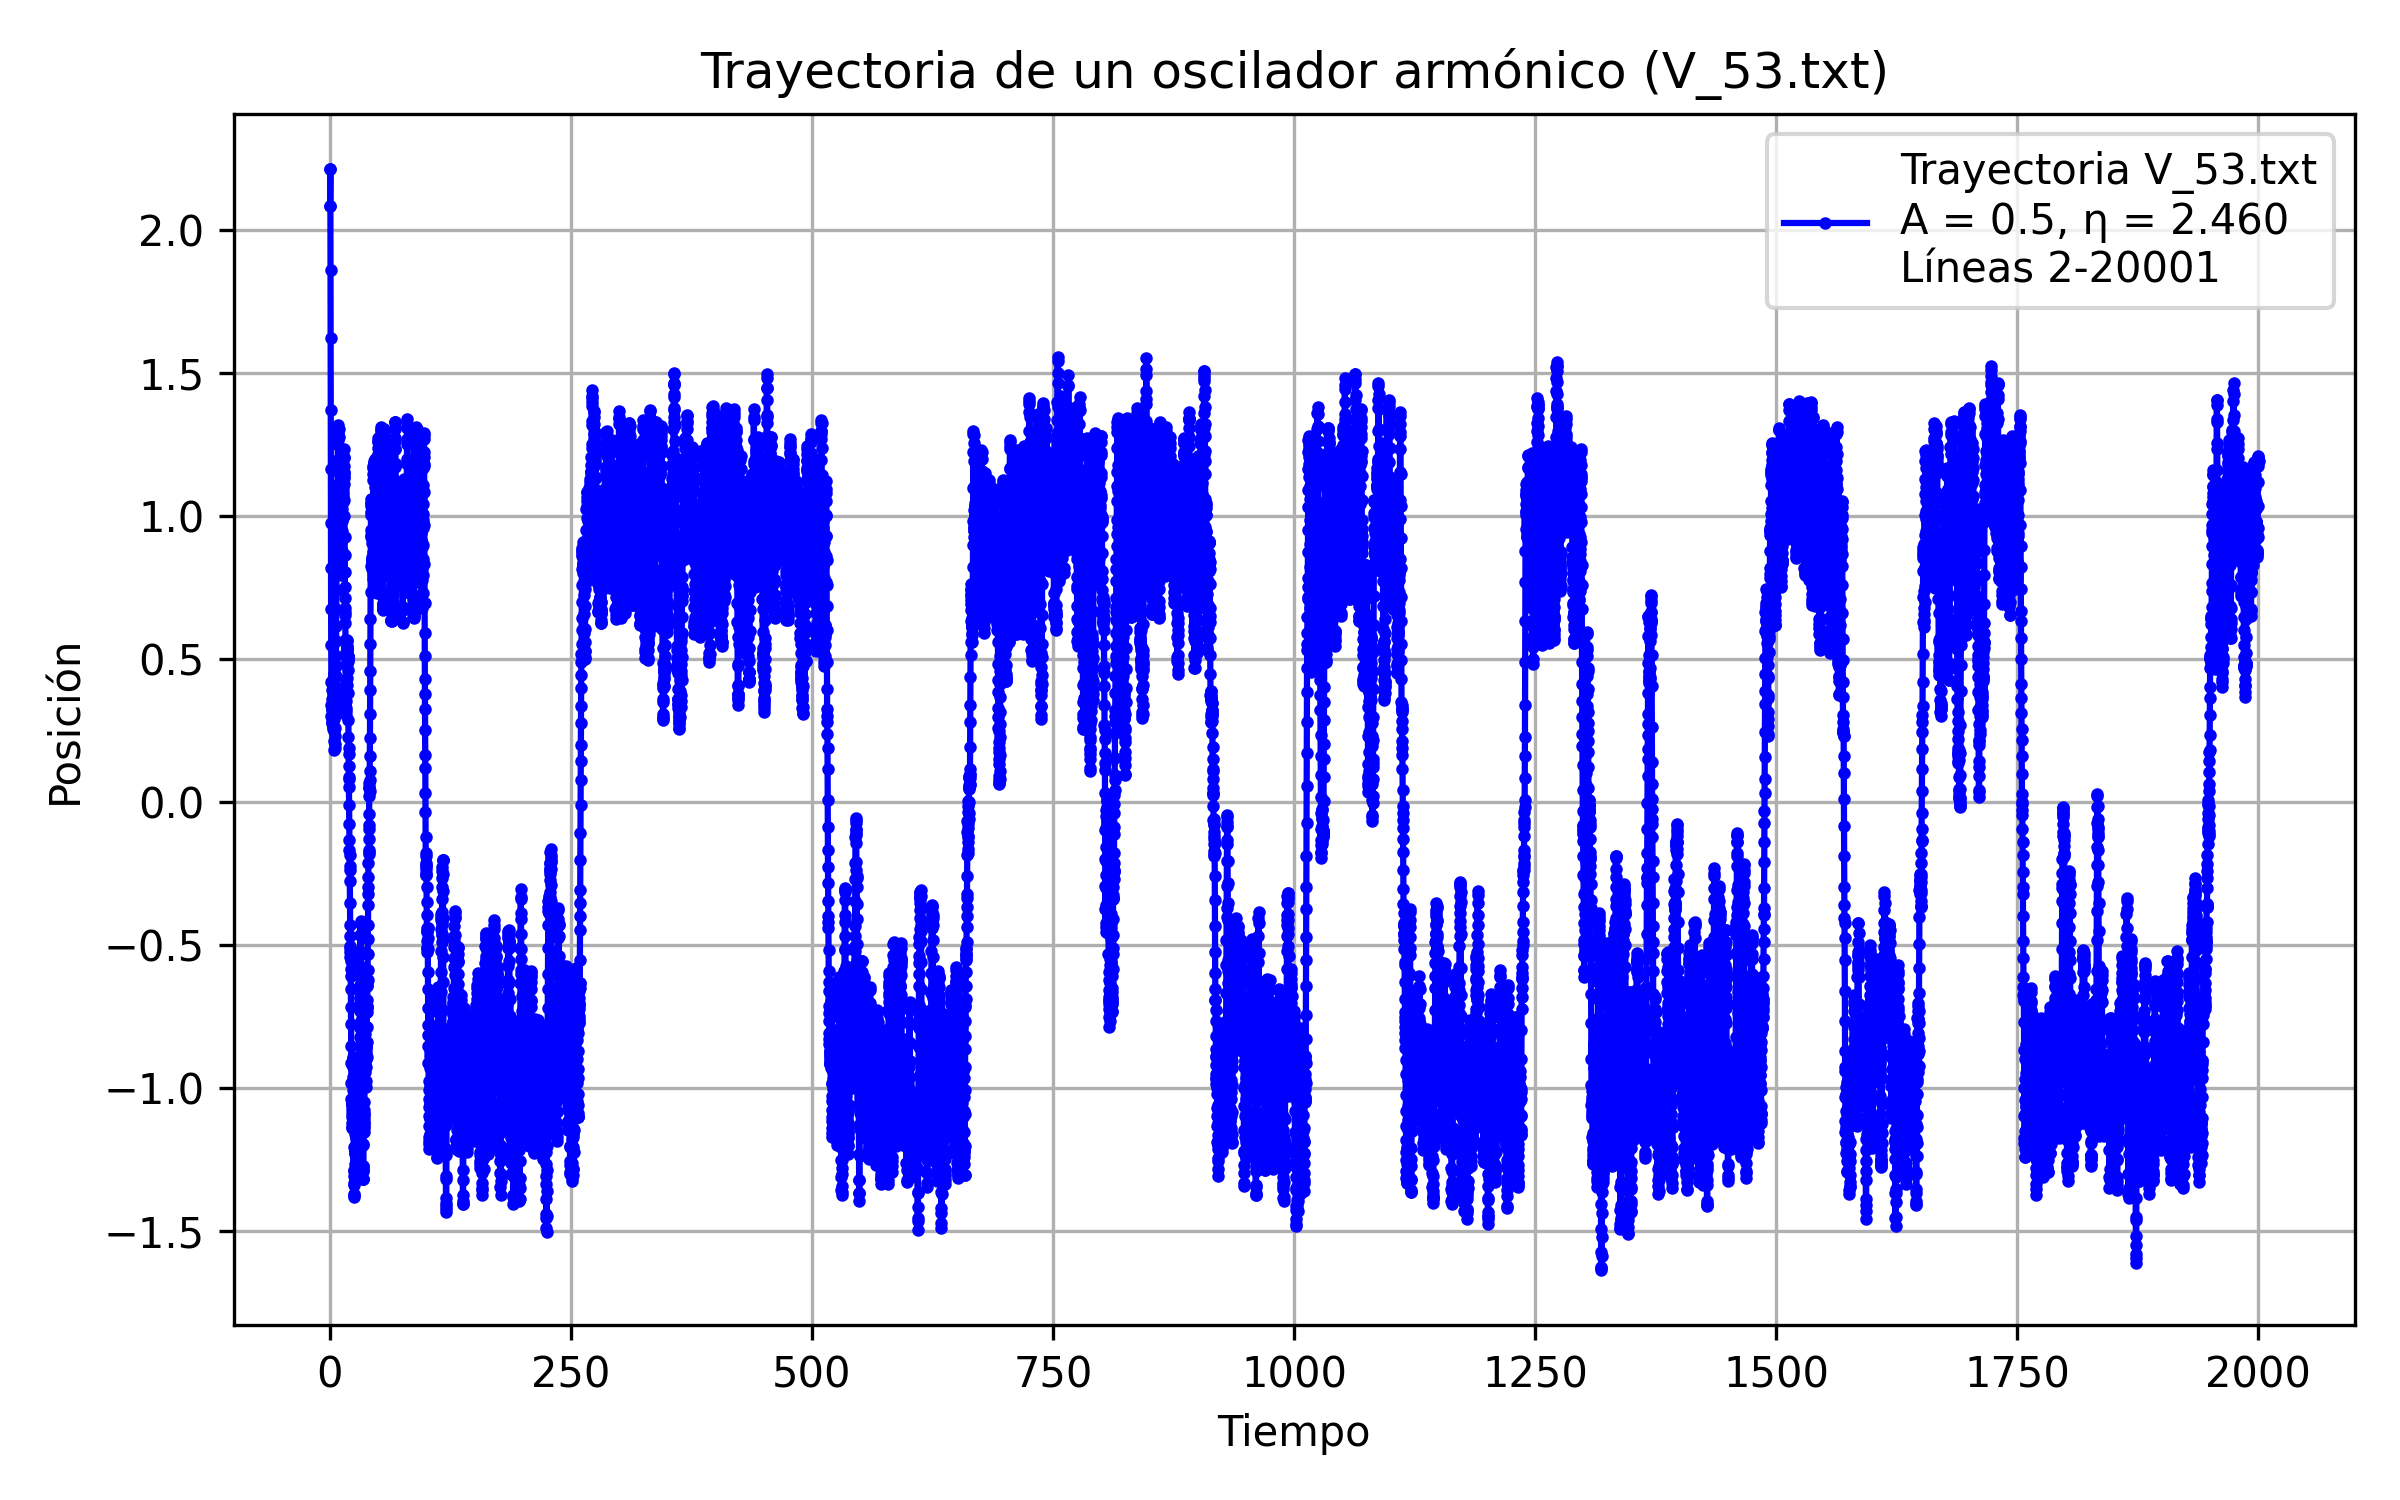 Trayectoria de un oscilador armónico (V_53.txt)
Trayectoria V_53.txt
A = 0.5, η = 2.460
Líneas 2-20001
Posición
2.0
1.5
1.0
0.5
0.0
−0.5
−1.0
−1.5
0 250 500 750 1000 1250 1500 1750 2000
Tiempo